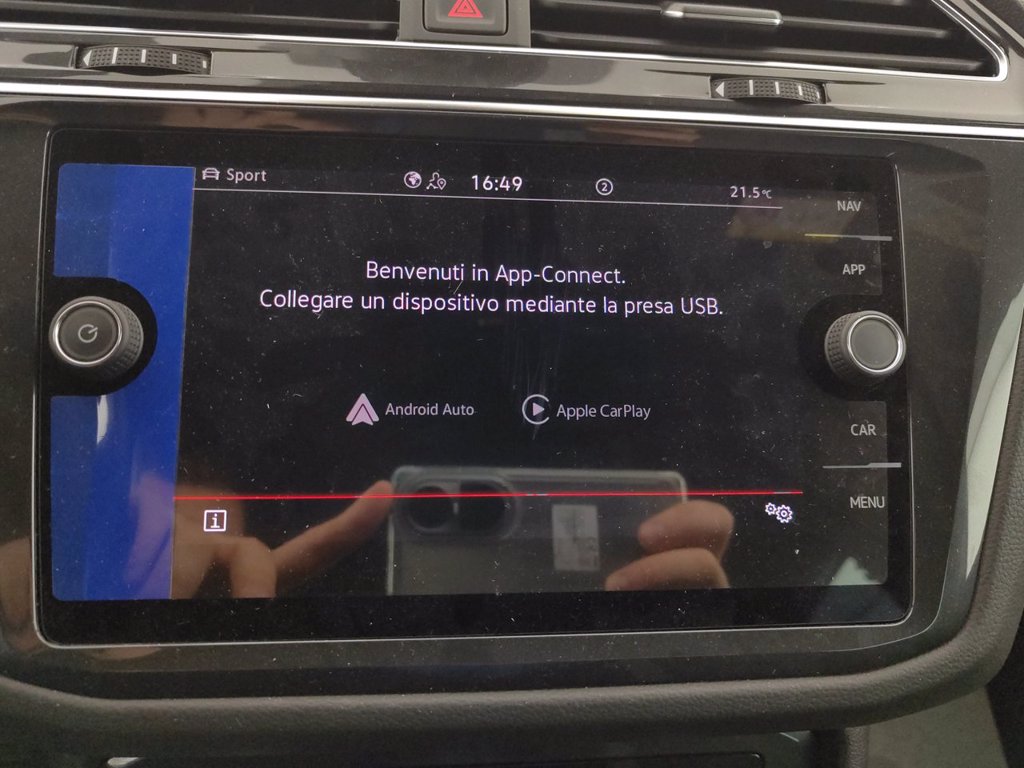 Sport
16:49
2
21.5°C
NAV
Benvenuti in App-Connect.
APP
Collegare un dispositivo mediante la presa USB.
Android Auto
Apple CarPlay
CAR
MENU
i